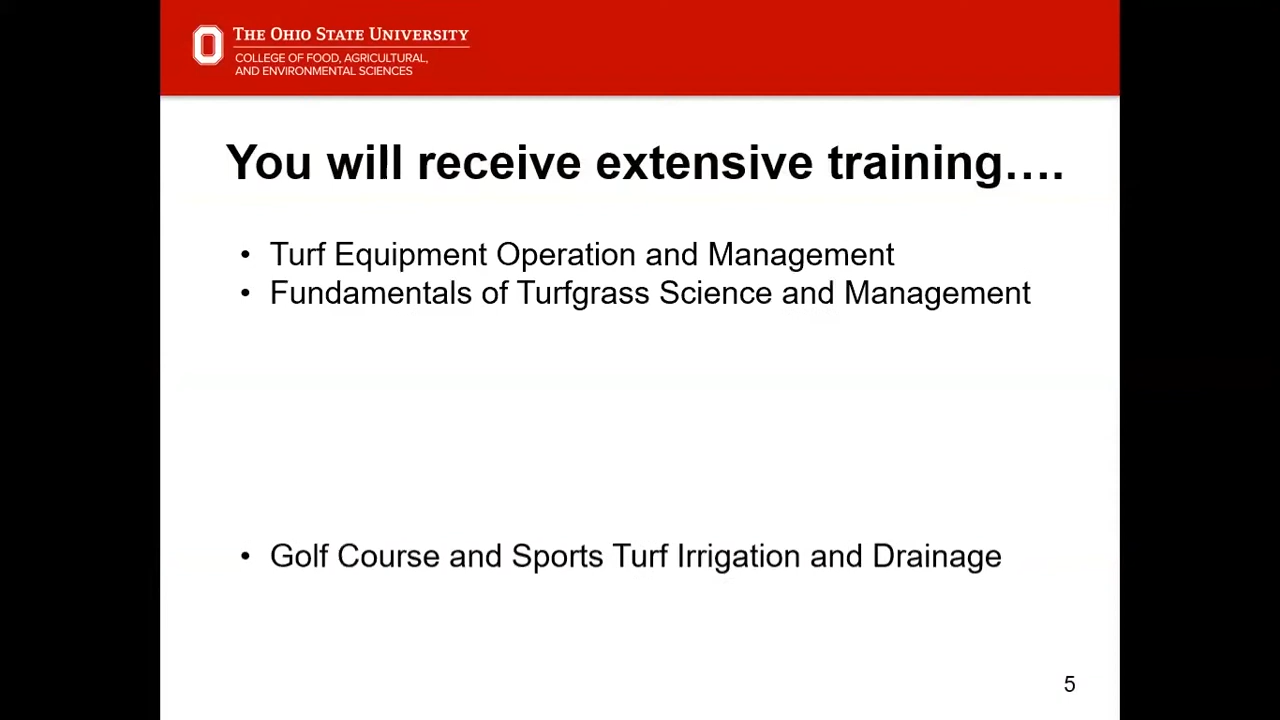 THE OHIO STATE UNIVERSITY
COLLEGE OF FOOD, AGRICULTURAL,
AND ENVIRONMENTAL SCIENCES
You will receive extensive training….
• Turf Equipment Operation and Management
• Fundamentals of Turfgrass Science and Management
• Golf Course and Sports Turf Irrigation and Drainage
5